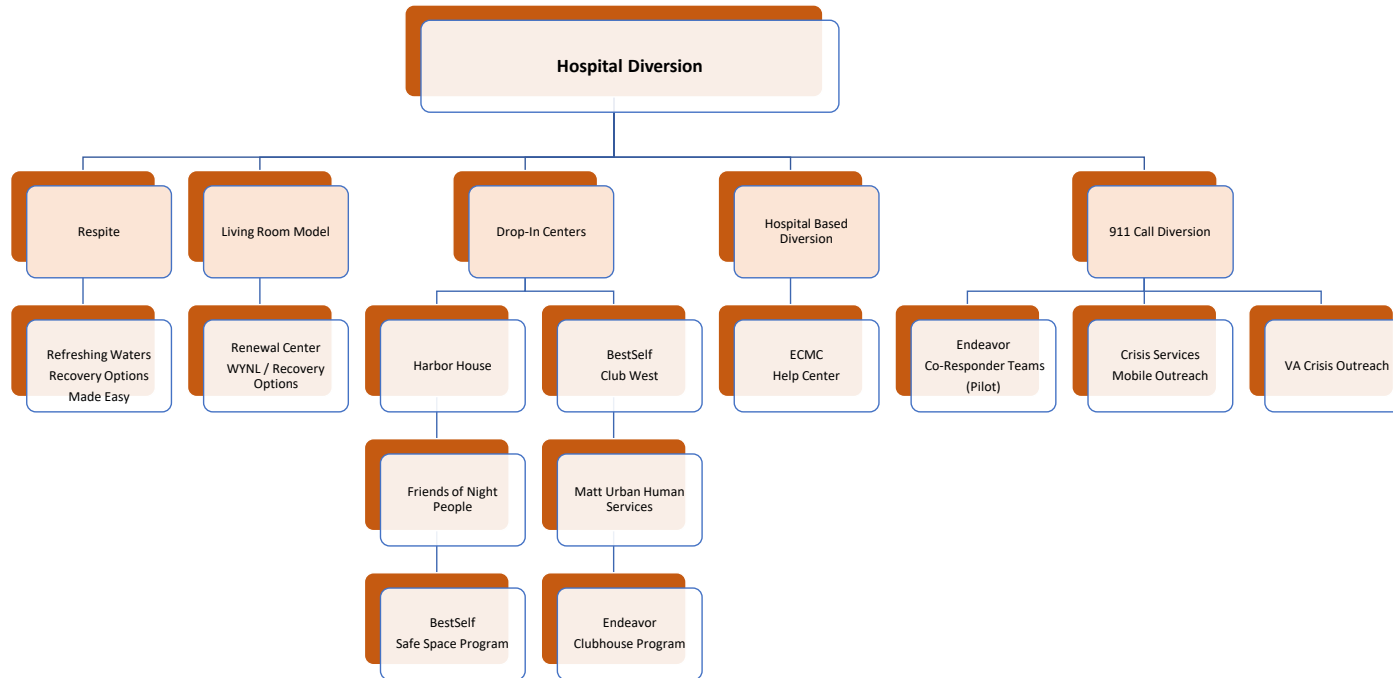 Hospital Diversion
Respite
Living Room Model
Drop-In Centers
Hospital Based
Diversion
911 Call Diversion
Refreshing Waters
Recovery Options
Made Easy
Renewal Center
WYNL / Recovery
Options
Harbor House
BestSelf
Club West
ECMC
Help Center
Endeavor
Co-Responder Teams
(Pilot)
Crisis Services
Mobile Outreach
VA Crisis Outreach
Friends of Night
People
Matt Urban Human
Services
BestSelf
Safe Space Program
Endeavor
Clubhouse Program